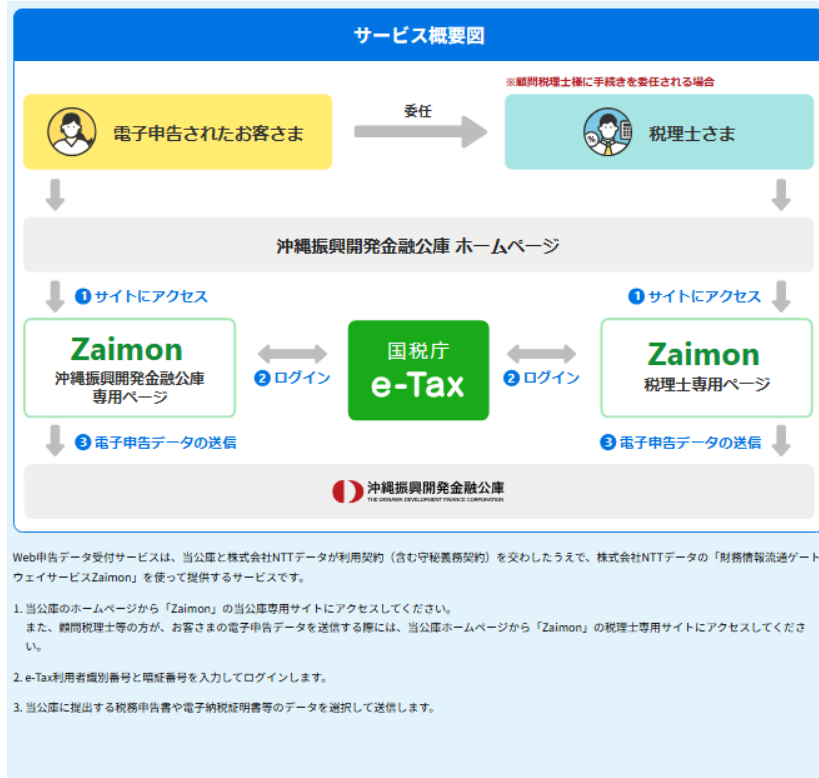 サービス概要図
※顧問税理士様に手続きを委任される場合
電子申告されたお客さま
委任
税理士さま
沖縄振興開発金融公庫 ホームページ
1 サイトにアクセス
1 サイトにアクセス
Zaimon
沖縄振興開発金融公庫
専用ページ
2 ログイン
国税庁
e-Tax
2 ログイン
Zaimon
税理士専用ページ
3 電子申告データの送信
3 電子申告データの送信
沖縄振興開発金融公庫
THE OKINAWA DEVELOPMENT FINANCE CORPORATION
Web申告データ受付サービスは、当公庫と株式会社NTTデータが利用契約（含む守秘義務契約）を交わしたうえで、株式会社NTTデータの「財務情報流通ゲート
ウェイサービスZaimon」を使って提供するサービスです。
1. 当公庫のホームページから「Zaimon」の当公庫専用サイトにアクセスしてください。
また、顧問税理士等の方が、お客さまの電子申告データを送信する際には、当公庫ホームページから「Zaimon」の税理士専用サイトにアクセスしてくださ
い。
2. e-Tax利用者識別番号と暗証番号を入力してログインします。
3. 当公庫に提出する税務申告書や電子納税証明書等のデータを選択して送信します。